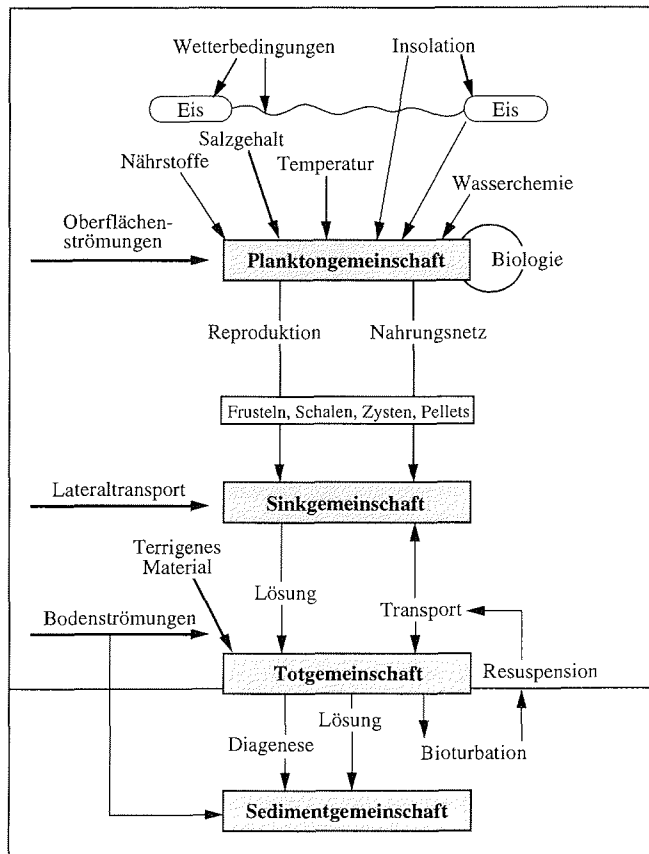 Wetterbedingungen
Insolation
Eis
Eis
Salzgehalt
Nährstoffe
Temperatur
Wasserchemie
Oberflächen-
strömungen
Planktongemeinschaft
Biologie
Reproduktion
Nahrungsnetz
Frusteln, Schalen, Zysten, Pellets
Lateraltransport
Sinkgemeinschaft
Terrigenes
Material
Lösung
Bodenströmungen
Transport
Totgemeinschaft
Resuspension
Lösung
Diagenese
Bioturbation
Sedimentgemeinschaft